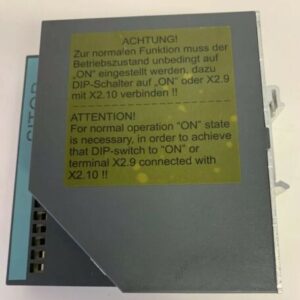 ACHTUNG!
Zur normalen Funktion muss der
Betriebszustand unbedingt auf
„ON" eingestellt werden, dazu
DIP-Schalter auf „ON" oder X2.9
mit X2.10 verbinden !!
ATTENTION!
For normal operation "ON" state
is necessary, in order to achieve
that DIP-switch to "ON" or
terminal X2.9 connected with
X2.10 !!
SITOP